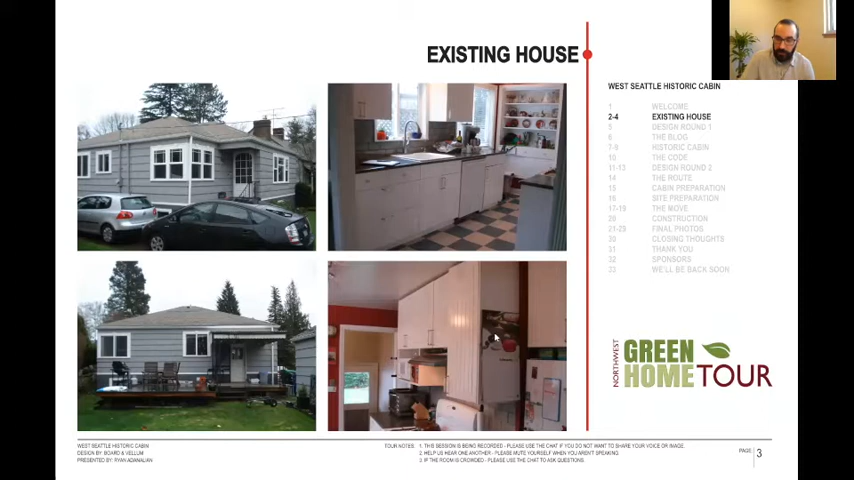 EXISTING HOUSE
WEST SEATTLE HISTORIC CABIN
1 WELCOME
2-4 EXISTING HOUSE
5 DESIGN ROUND 1
6 THE BLOG
7-9 HISTORIC CABIN
10 THE CODE
11-13 DESIGN ROUND 2
14 THE ROUTE
15 CABIN PREPARATION
16 SITE PREPARATION
17-19 THE MOVE
20 CONSTRUCTION
21-29 FINAL PHOTOS
30 CLOSING THOUGHTS
31 THANK YOU
32 SPONSORS
33 WE'LL BE BACK SOON
NORTHWEST
GREEN
HOME TOUR
WEST SEATTLE HISTORIC CABIN
DESIGN BY: BOARD & VELLUM
PRESENTED BY: RYAN ADANALIAN
TOUR NOTES: 1. THIS SESSION IS BEING RECORDED - PLEASE USE THE CHAT IF YOU DO NOT WANT TO SHARE YOUR VOICE OR IMAGE.
2. HELP US HEAR ONE ANOTHER - PLEASE MUTE YOURSELF WHEN YOU AREN'T SPEAKING.
3. IF THE ROOM IS CROWDED - PLEASE USE THE CHAT TO ASK QUESTIONS.
PAGE 3